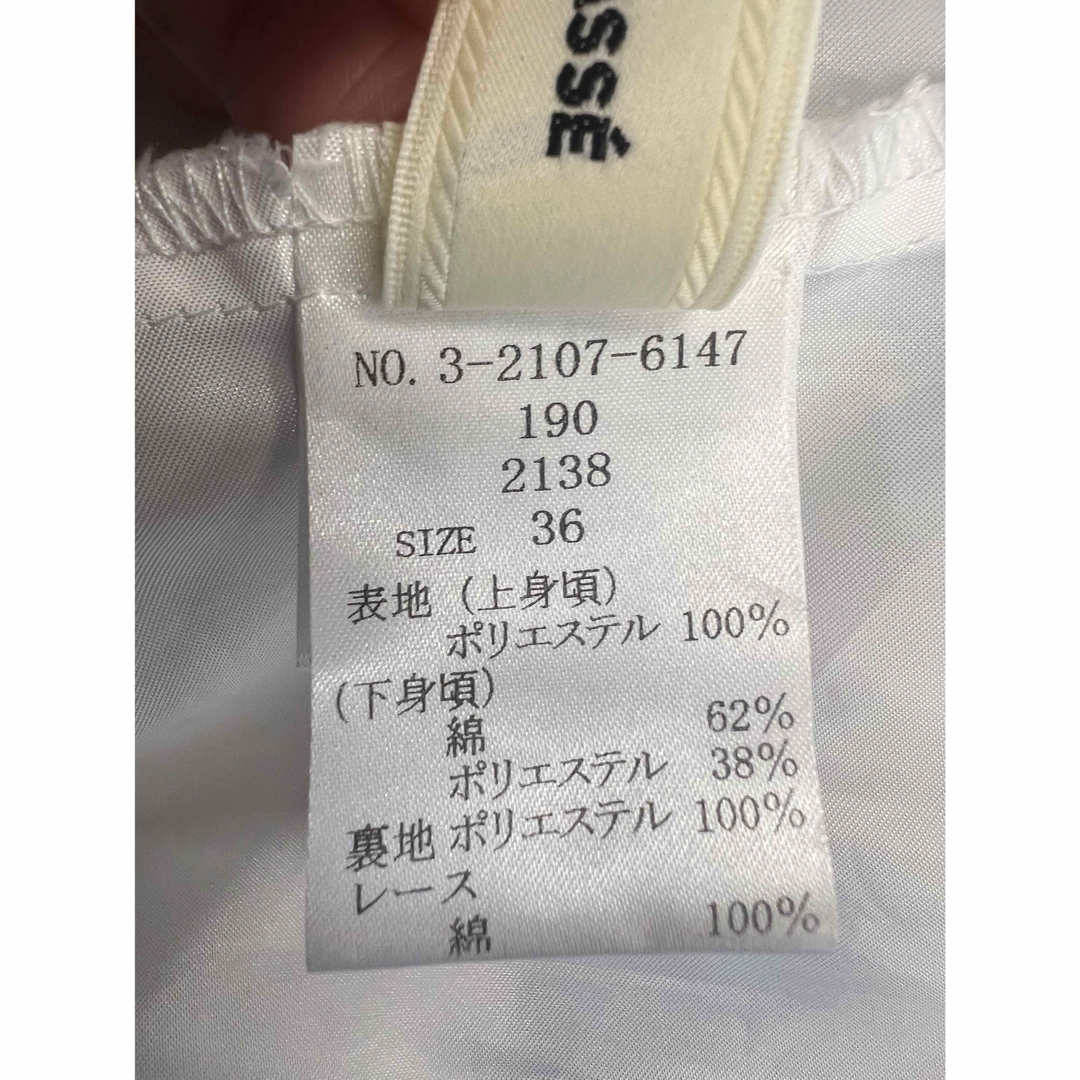 NO. 3-2107-6147
190
2138
SIZE 36
表地 (上身頃)
ポリエステル 100%
(下身頃)
綿 62%
ポリエステル 38%
裏地 ポリエステル 100%
レース
綿 100%